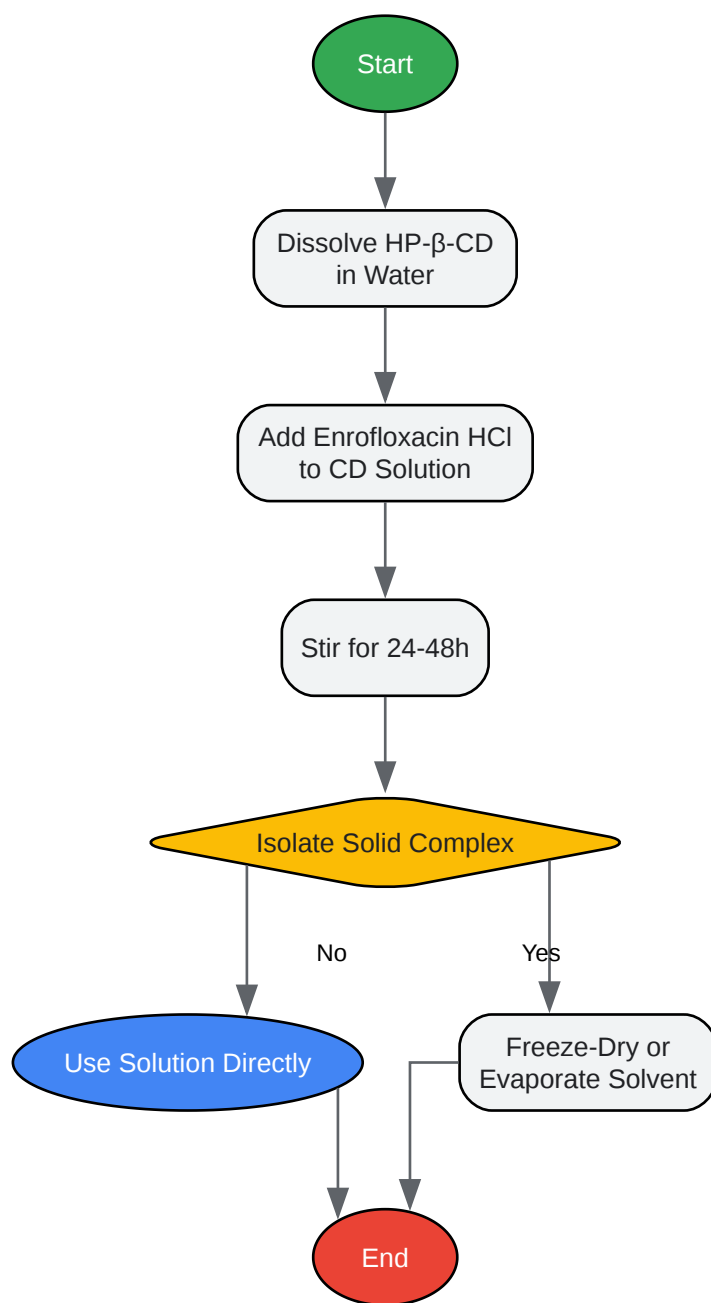 Start
Dissolve HP-β-CD
in Water
Add Enrofloxacin HCl
to CD Solution
Stir for 24-48h
Isolate Solid Complex
No
Yes
Use Solution Directly
Freeze-Dry or
Evaporate Solvent
End